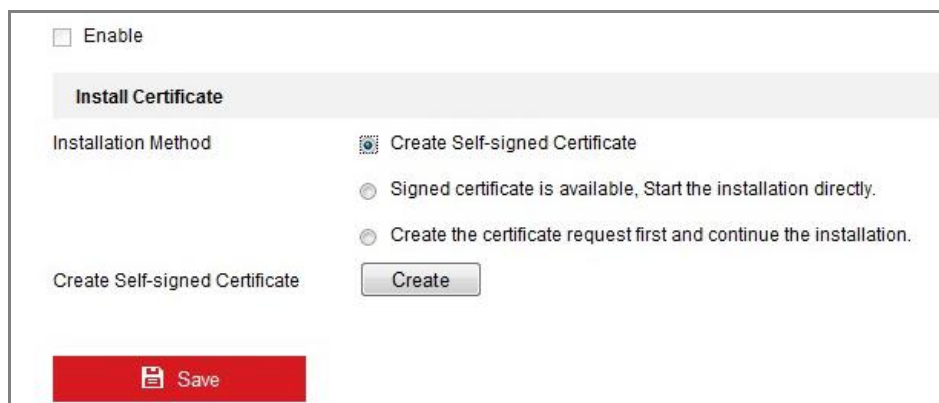 Enable
Install Certificate
Installation Method
Create Self-signed Certificate
Signed certificate is available, Start the installation directly.
Create the certificate request first and continue the installation.
Create Self-signed Certificate
Create
Save